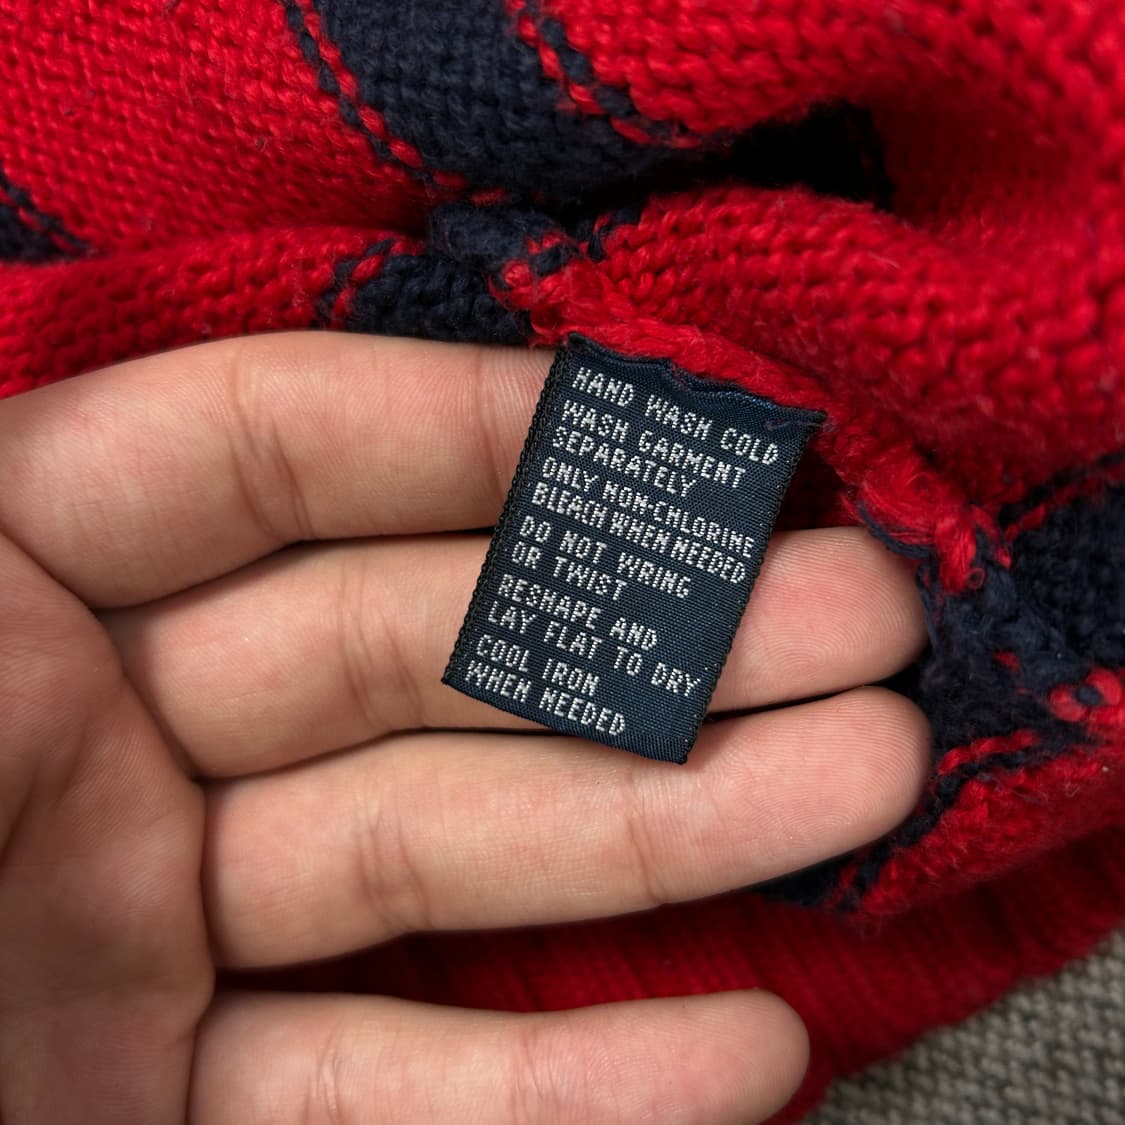 HAND WASH COLD
WASH GARMENT
SEPARATELY
ONLY NON-CHLORINE
BLEACH WHEN NEEDED
DO NOT WRING
OR TWIST
RESHAPE AND
LAY FLAT TO DRY
COOL IRON
WHEN NEEDED